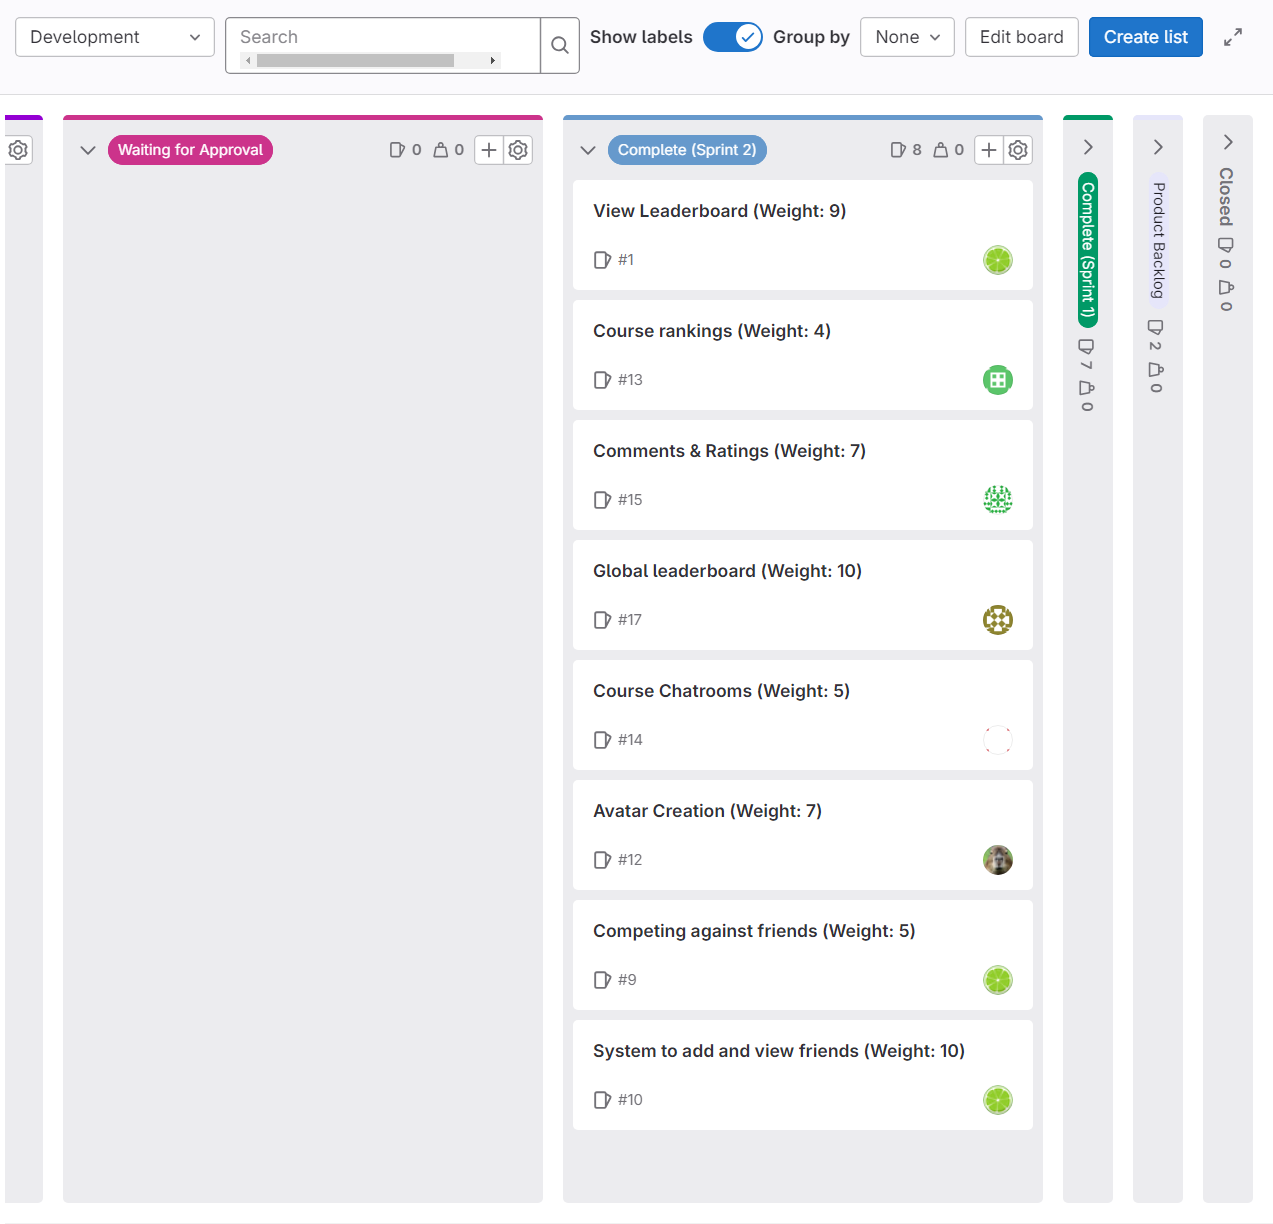 Development
Search
Show labels
Group by
None
Edit board
Create list
Waiting for Approval
0
0
Complete (Sprint 2)
8
0
View Leaderboard (Weight: 9)
#1
Course rankings (Weight: 4)
#13
Comments & Ratings (Weight: 7)
#15
Global leaderboard (Weight: 10)
#17
Course Chatrooms (Weight: 5)
#14
Avatar Creation (Weight: 7)
#12
Competing against friends (Weight: 5)
#9
System to add and view friends (Weight: 10)
#10
Complete (Sprint 1)
7
0
Product Backlog
2
0
Closed
0
0